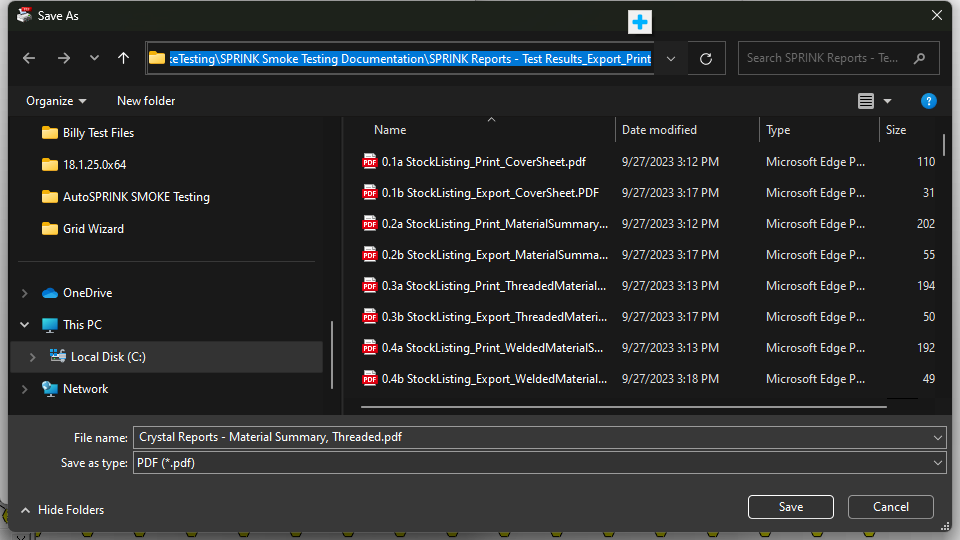 Save As
:eTesting\SPRINK Smoke Testing Documentation\SPRINK Reports - Test Results_Export_Print
Search SPRINK Reports - Te...
Organize
New folder
?
Billy Test Files
18.1.25.0x64
AutoSPRINK SMOKE Testing
Grid Wizard
OneDrive
This PC
Local Disk (C:)
Network
Name Date modified Type Size
PDF 0.1a StockListing_Print_CoverSheet.pdf 9/27/2023 3:12 PM Microsoft Edge P... 110
PDF 0.1b StockListing_Export_CoverSheet.PDF 9/27/2023 3:17 PM Microsoft Edge P... 31
PDF 0.2a StockListing_Print_MaterialSummary... 9/27/2023 3:12 PM Microsoft Edge P... 202
PDF 0.2b StockListing_Export_MaterialSumma... 9/27/2023 3:17 PM Microsoft Edge P... 55
PDF 0.3a StockListing_Print_ThreadedMaterial... 9/27/2023 3:13 PM Microsoft Edge P... 194
PDF 0.3b StockListing_Export_ThreadedMateri... 9/27/2023 3:17 PM Microsoft Edge P... 50
PDF 0.4a StockListing_Print_WeldedMaterialS... 9/27/2023 3:13 PM Microsoft Edge P... 192
PDF 0.4b StockListing_Export_WeldedMaterial... 9/27/2023 3:18 PM Microsoft Edge P... 49
File name: Crystal Reports - Material Summary, Threaded.pdf
Save as type: PDF (*.pdf)
Hide Folders
Save
Cancel